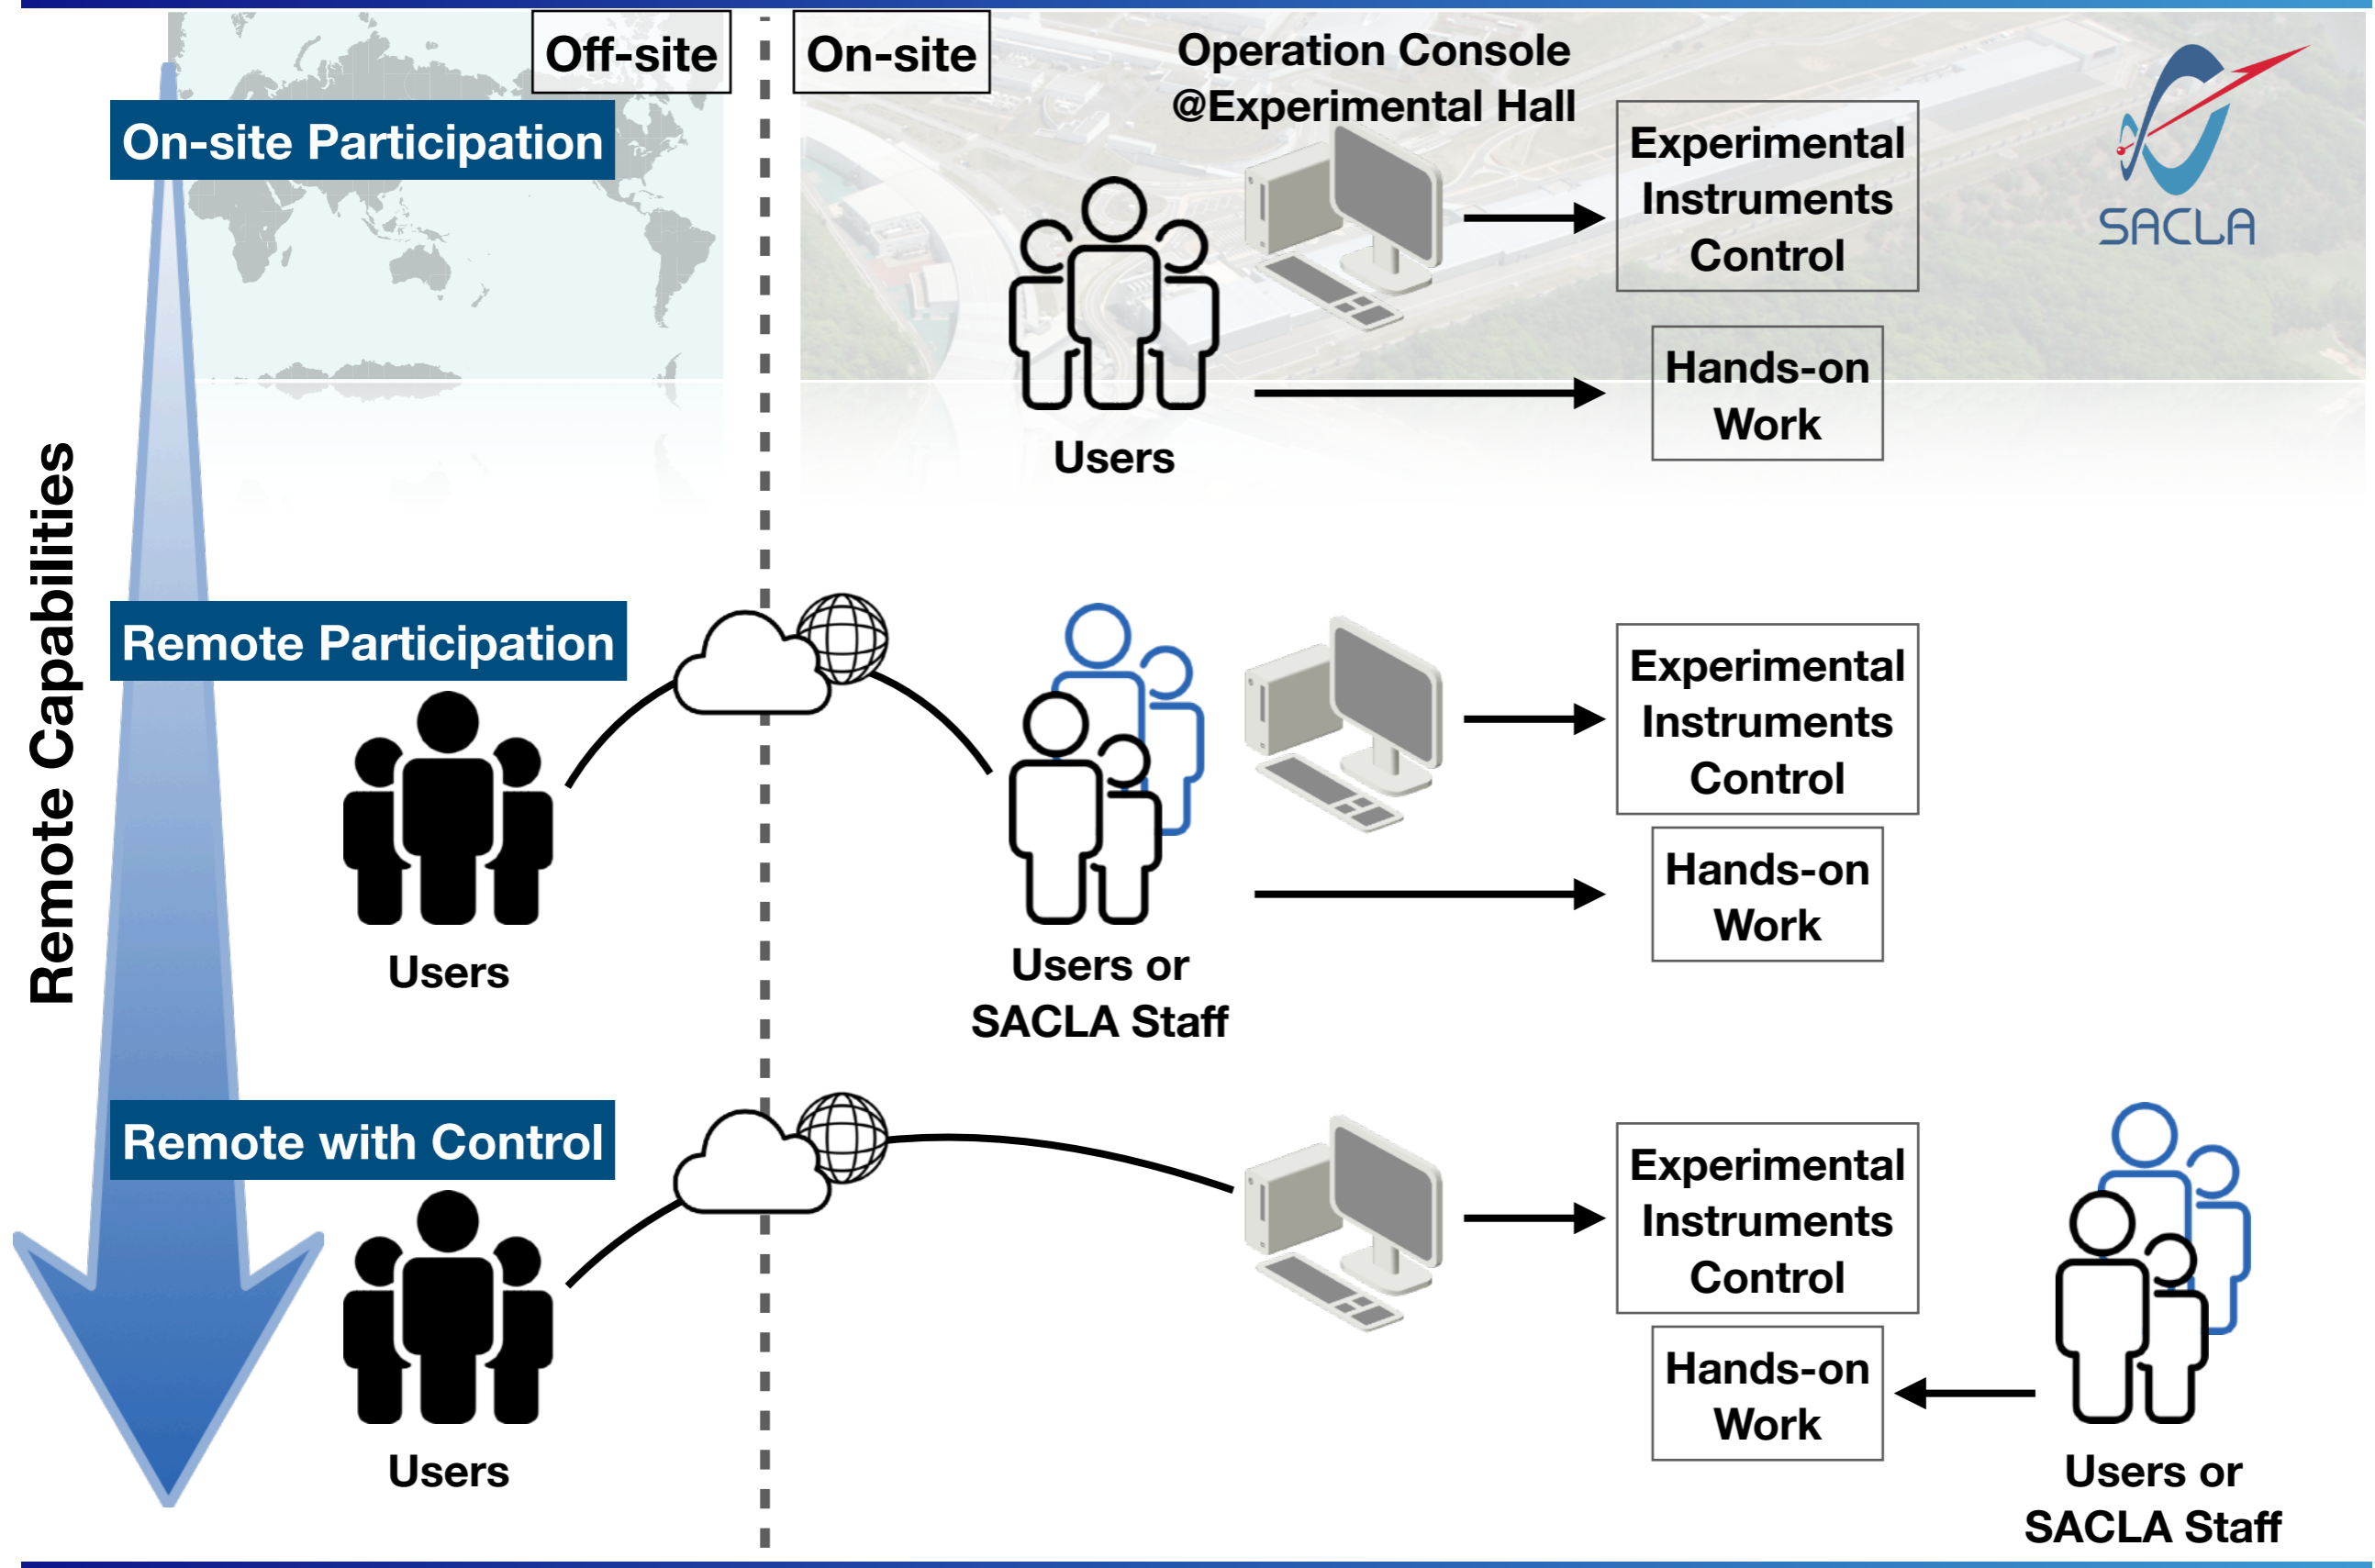 Off-site
On-site
Operation Console
@Experimental Hall
SACLA
On-site Participation
Experimental
Instruments
Control
Hands-on
Work
Users
Remote Capabilities
Remote Participation
Experimental
Instruments
Control
Hands-on
Work
Users
Users or
SACLA Staff
Remote with Control
Experimental
Instruments
Control
Hands-on
Work
Users
Users or
SACLA Staff